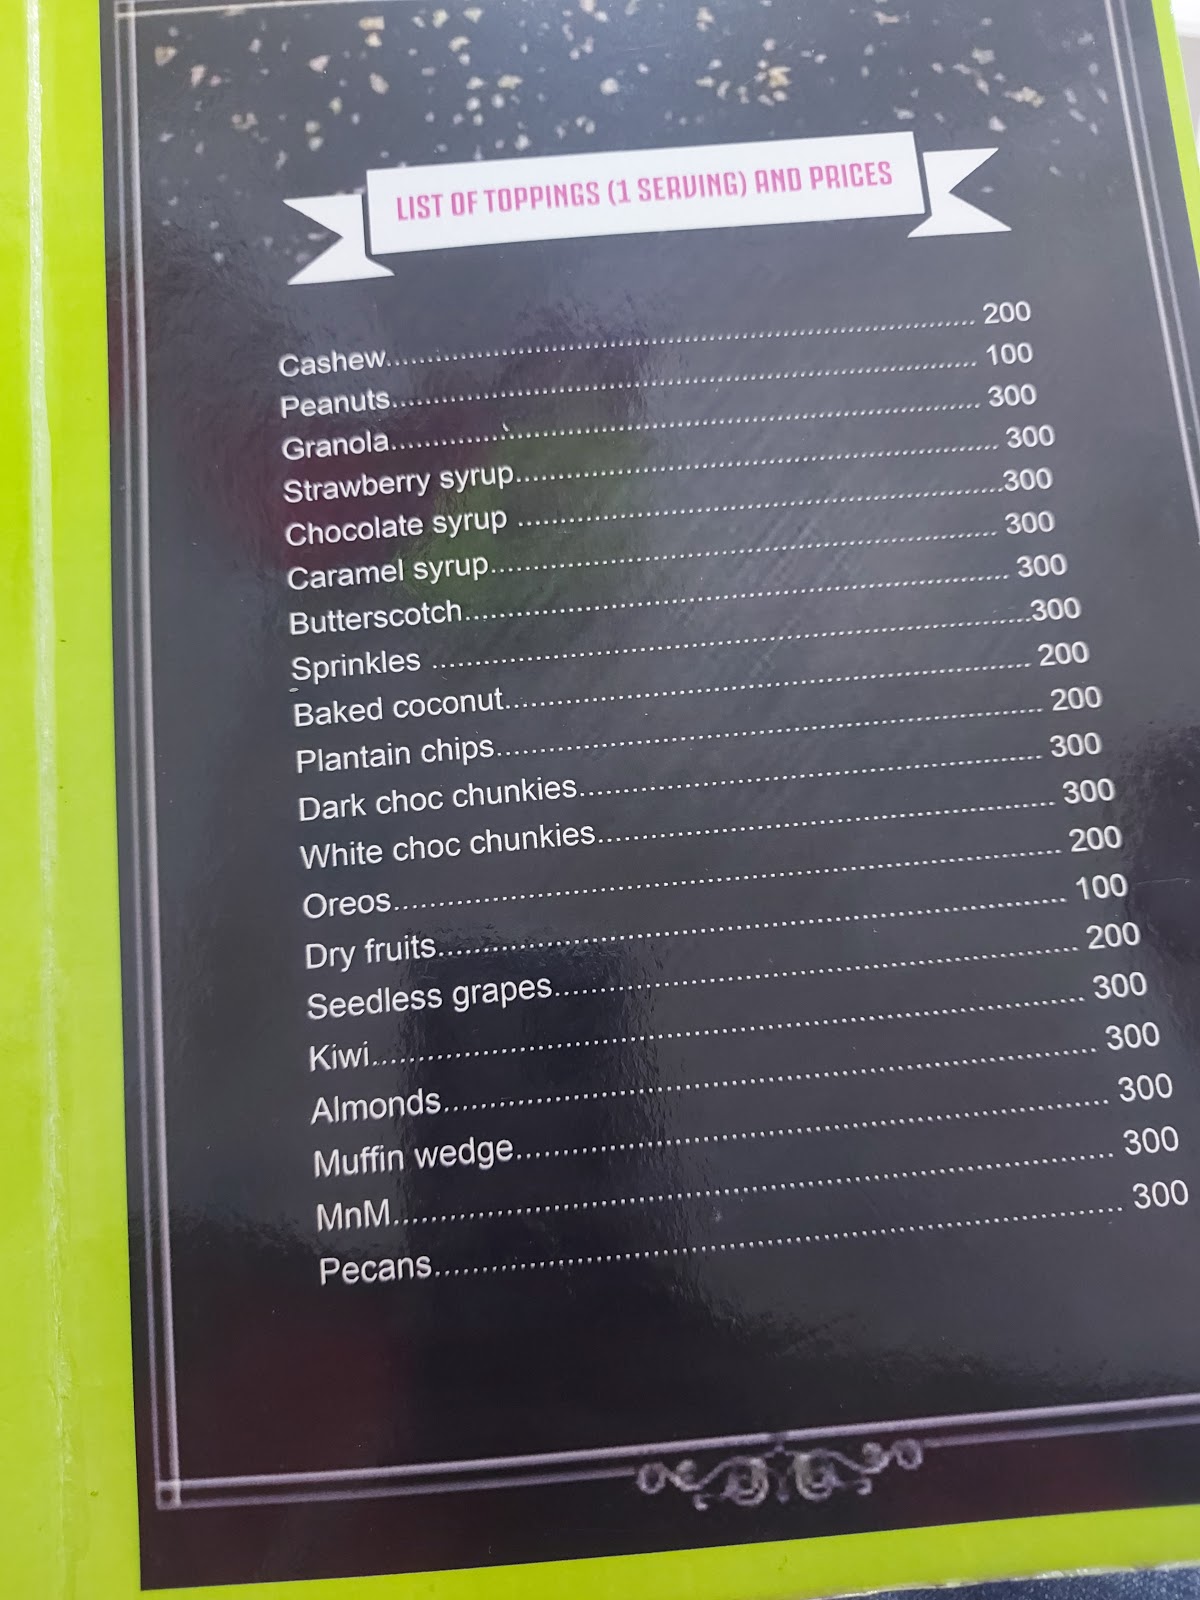 LIST OF TOPPINGS (1 SERVING) AND PRICES
Cashew........................................................................ 200
Peanuts....................................................................... 100
Granola....................................................................... 300
Strawberry syrup.......................................................... 300
Chocolate syrup ...........................................................300
Caramel syrup............................................................. 300
Butterscotch................................................................. 300
Sprinkles .......................................................................300
Baked coconut.............................................................. 200
Plantain chips................................................................ 200
Dark choc chunkies...................................................... 300
White choc chunkies..................................................... 300
Oreos............................................................................ 200
Dry fruits....................................................................... 100
Seedless grapes........................................................... 200
Kiwi............................................................................... 300
Almonds........................................................................ 300
Muffin wedge................................................................. 300
MnM.............................................................................. 300
Pecans.......................................................................... 300